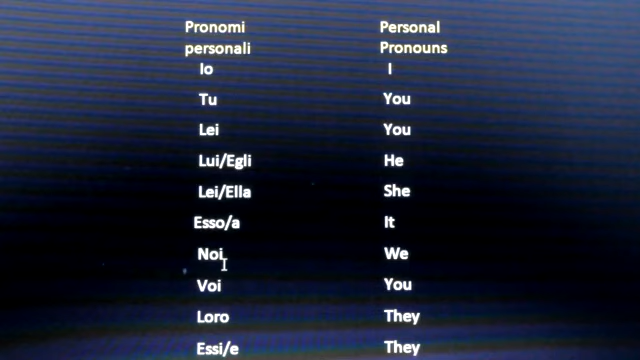 Pronomi Personal
personali Pronouns
Io I
Tu You
Lei You
Lui/Egli He
Lei/Ella She
Esso/a It
Noi We
Voi You
Loro They
Essi/e They